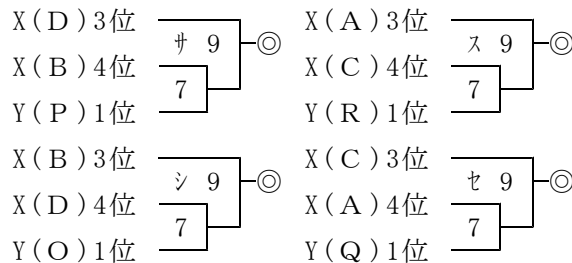 X(D)3位 ｻ 9 ◎
X(B)4位
7
Y(P)1位
X(B)3位 ｼ 9 ◎
X(D)4位
7
Y(O)1位
X(A)3位 ｽ 9 ◎
X(C)4位
7
Y(R)1位
X(C)3位 ｾ 9 ◎
X(A)4位
7
Y(Q)1位